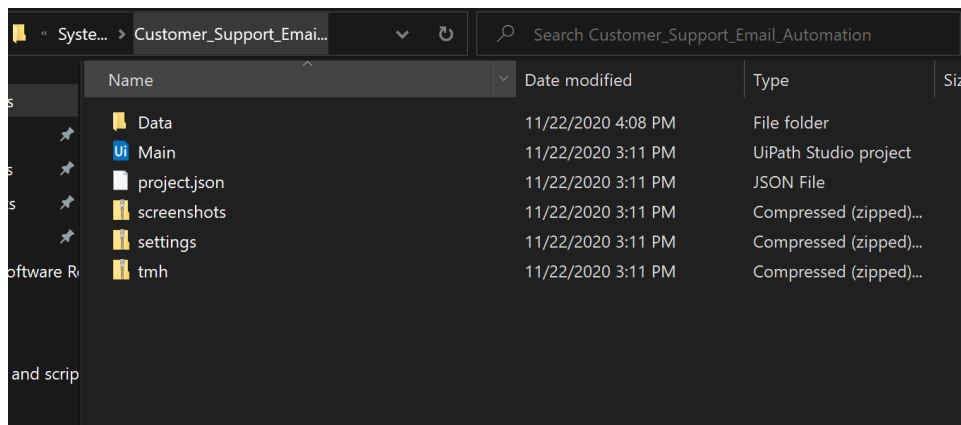 « Syste... > Customer_Support_Emai... Search Customer_Support_Email_Automation
Name Date modified Type Siz
s
Data 11/22/2020 4:08 PM File folder
Ui Main 11/22/2020 3:11 PM UiPath Studio project
s project.json 11/22/2020 3:11 PM JSON File
s screenshots 11/22/2020 3:11 PM Compressed (zipped)...
settings 11/22/2020 3:11 PM Compressed (zipped)...
oftware R tmh 11/22/2020 3:11 PM Compressed (zipped)...
and scrip